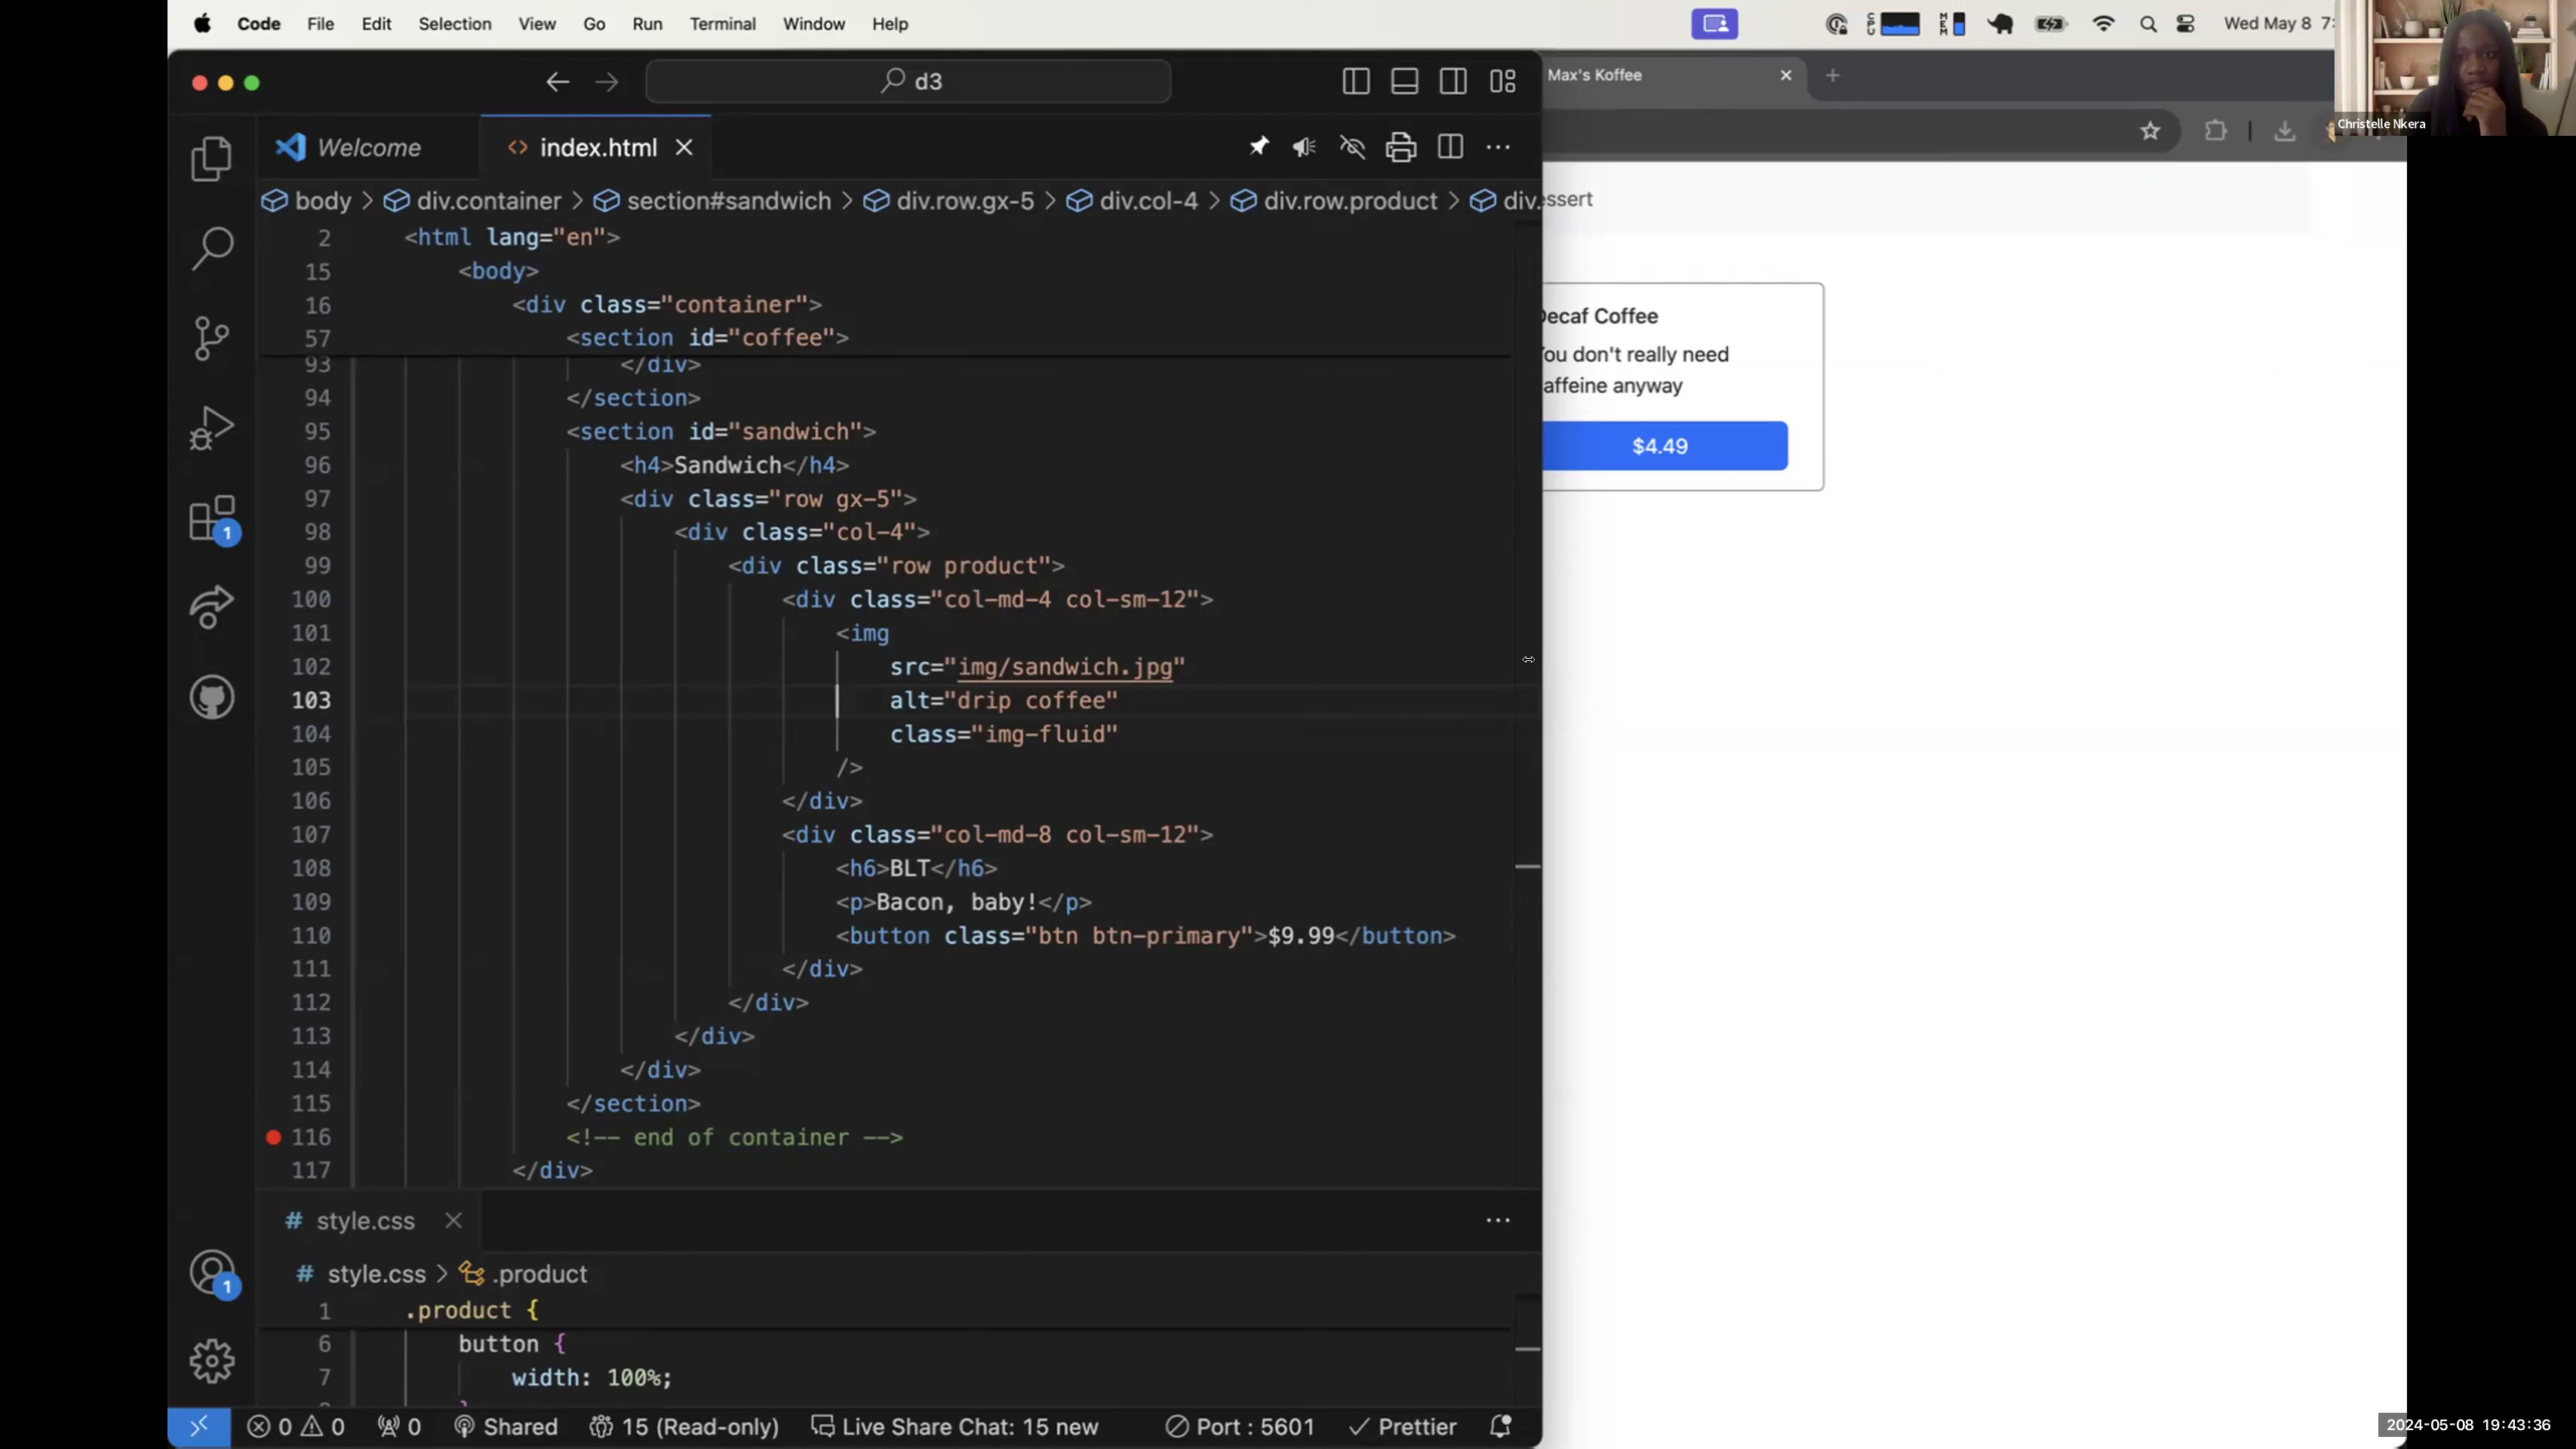 Code File Edit Selection View Go Run Terminal Window Help
CPU MEM Wed May 8 7:
Christelle Nkera
d3
Max's Koffee
Welcome index.html
body > div.container > section#sandwich > div.row.gx-5 > div.col-4 > div.row.product > div.
2 <html lang="en">
15 <body>
16 <div class="container">
57 <section id="coffee">
93 </div>
94 </section>
95 <section id="sandwich">
96 <h4>Sandwich</h4>
97 <div class="row gx-5">
98 <div class="col-4">
99 <div class="row product">
100 <div class="col-md-4 col-sm-12">
101 <img
102 src="img/sandwich.jpg"
103 alt="drip coffee"
104 class="img-fluid"
105 />
106 </div>
107 <div class="col-md-8 col-sm-12">
108 <h6>BLT</h6>
109 <p>Bacon, baby!</p>
110 <button class="btn btn-primary">$9.99</button>
111 </div>
112 </div>
113 </div>
114 </div>
115 </section>
116 <!-- end of container -->
117 </div>
1
1
# style.css
# style.css > .product
1 .product {
6 button {
7 width: 100%;
0 0 0 Shared 15 (Read-only) Live Share Chat: 15 new Port : 5601 Prettier
essert
Decaf Coffee
You don't really need
affeine anyway
$4.49
2024-05-08 19:43:36